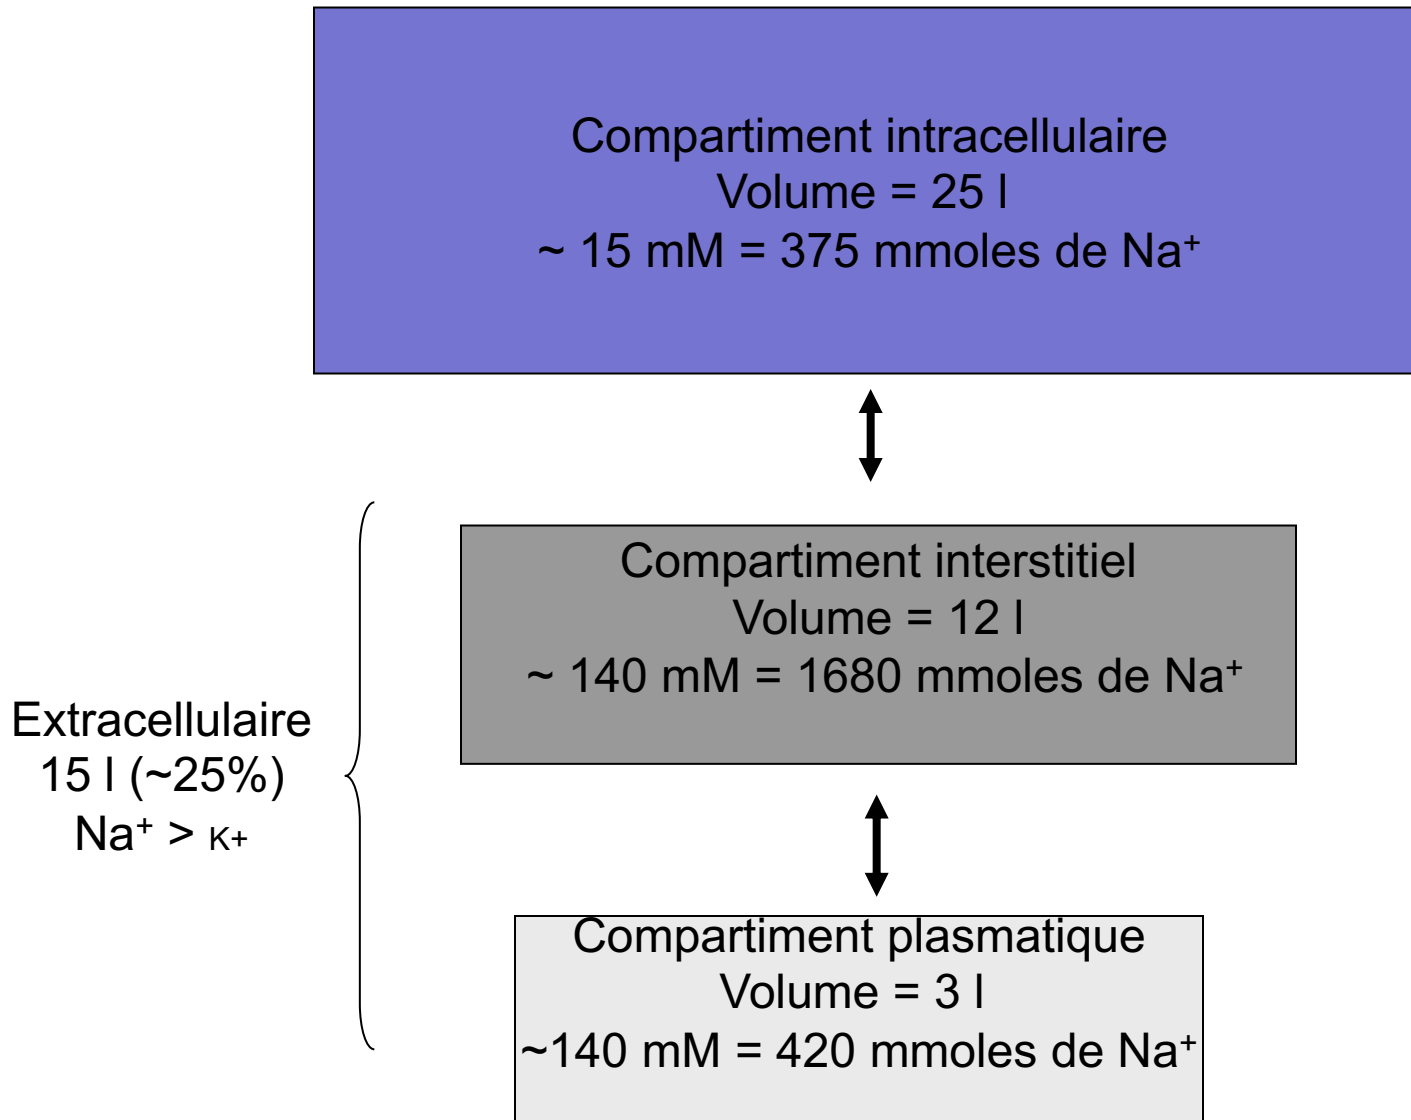 Compartiment intracellulaire
Volume = 25 l
~ 15 mM = 375 mmoles de Na⁺
Compartiment interstitiel
Volume = 12 l
~ 140 mM = 1680 mmoles de Na⁺
Extracellulaire
15 l (~25%)
Na⁺ > K+
Compartiment plasmatique
Volume = 3 l
~140 mM = 420 mmoles de Na⁺